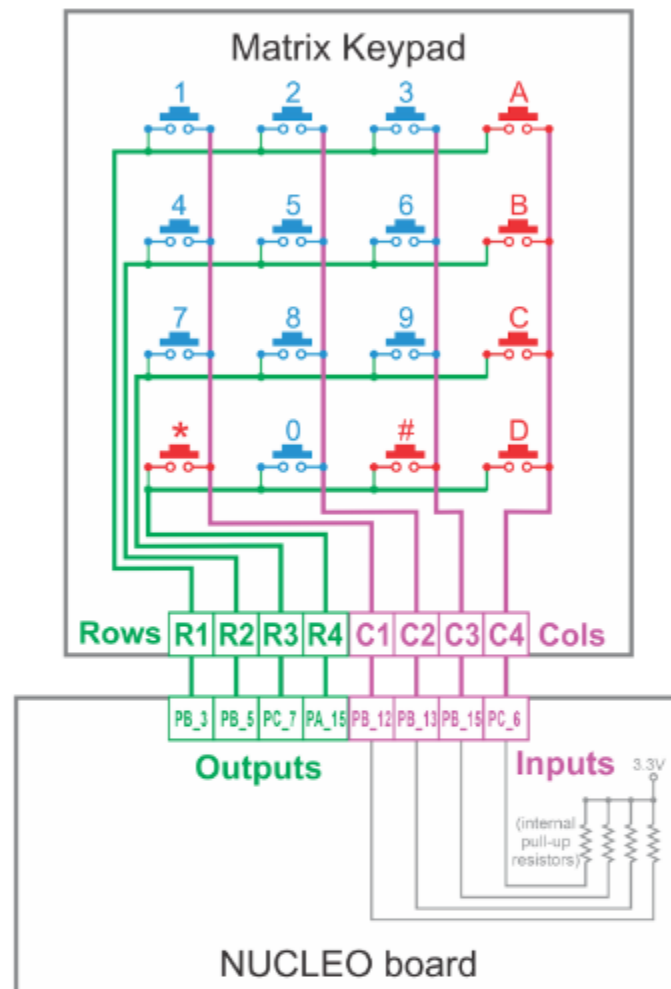 Matrix Keypad
1 2 3 A
4 5 6 B
7 8 9 C
* 0 # D
Rows R1 R2 R3 R4 C1 C2 C3 C4 Cols
PB_3 PB_5 PC_7 PA_15 PB_12 PB_13 PB_15 PC_6
Outputs Inputs
3.3V
(internal
pull-up
resistors)
NUCLEO board